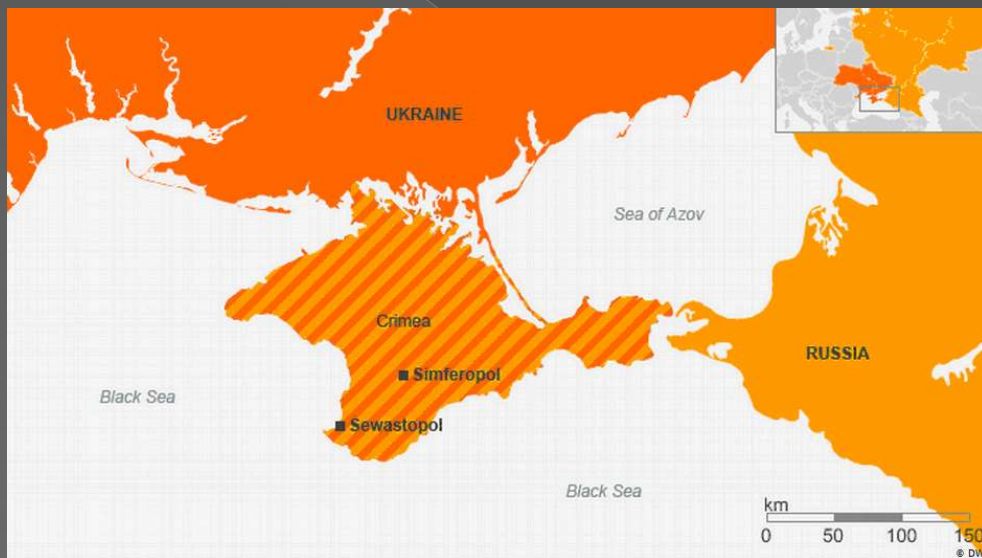 UKRAINE
Sea of Azov
Crimea
RUSSIA
Simferopol
Black Sea
Sewastopol
Black Sea
km
0 50 100 150
© DW